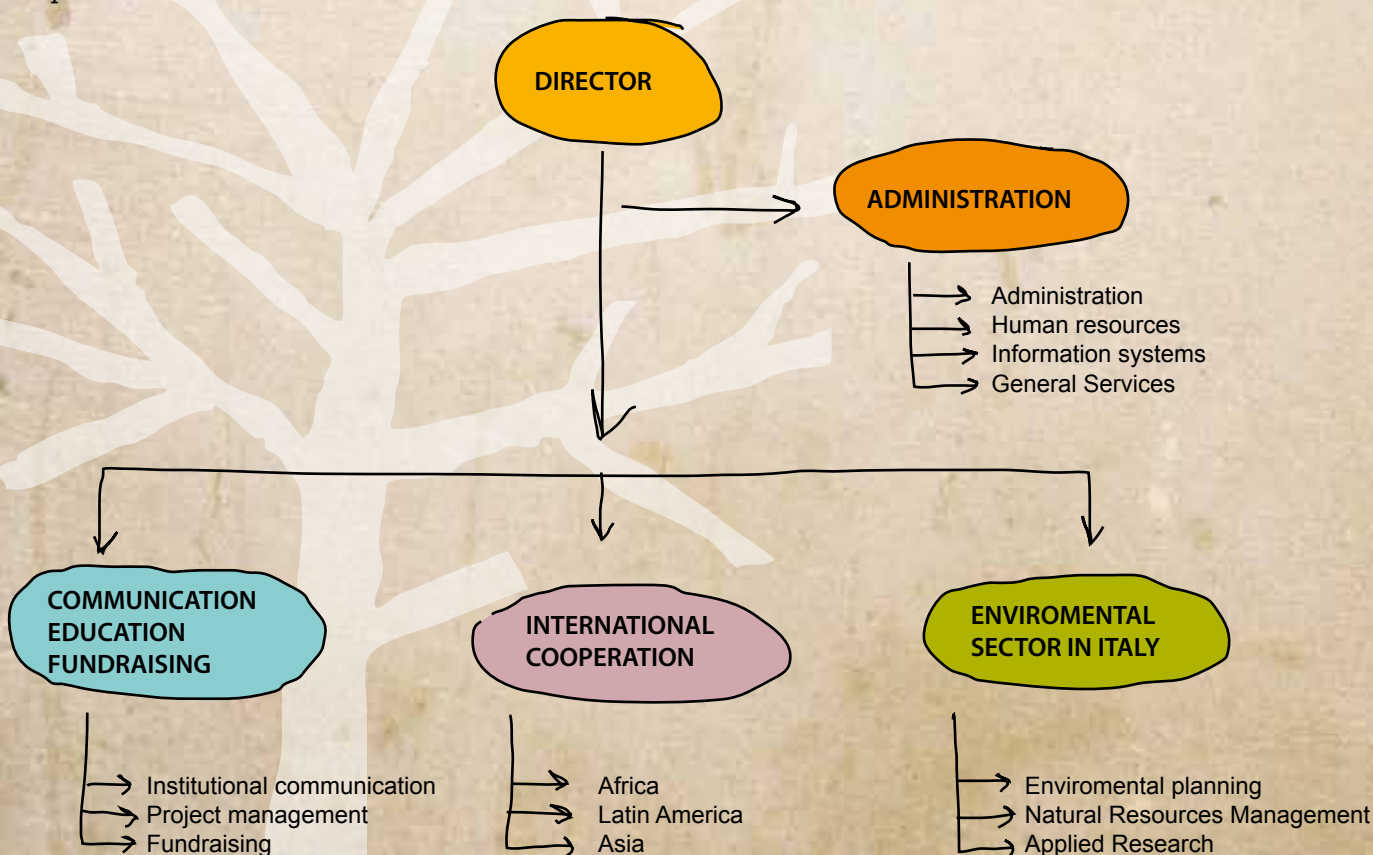 DIRECTOR
ADMINISTRATION
Administration
Human resources
Information systems
General Services
COMMUNICATION
EDUCATION
FUNDRAISING
INTERNATIONAL
COOPERATION
ENVIROMENTAL
SECTOR IN ITALY
Institutional communication
Project management
Fundraising
Africa
Latin America
Asia
Enviromental planning
Natural Resources Management
Applied Research